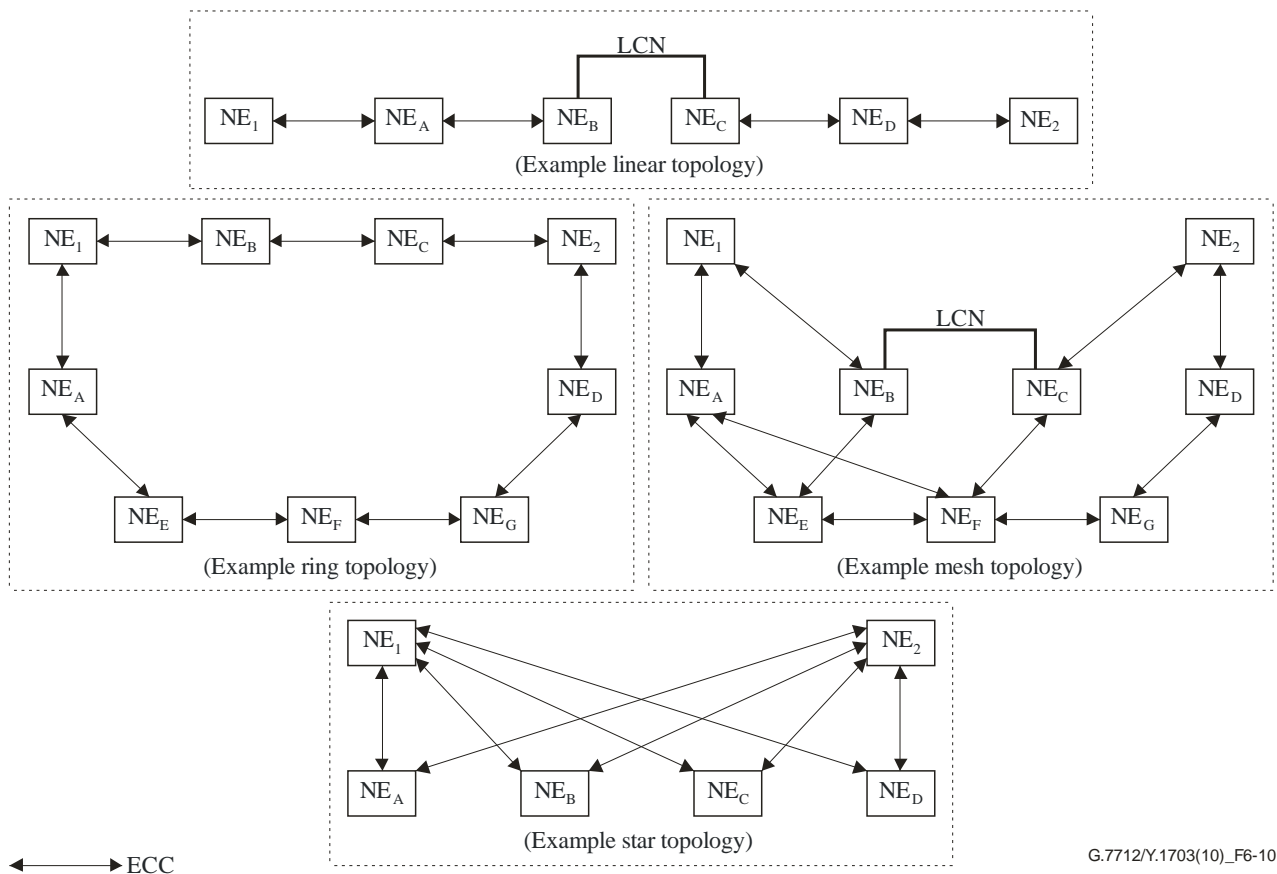 LCN
NE1 NEA NEB NEC NED NE2
(Example linear topology)
NE1 NEB NEC NE2
NEA NED
NEE NEF NEG
(Example ring topology)
NE1 NE2
LCN
NEA NEB NEC NED
NEE NEF NEG
(Example mesh topology)
NE1 NE2
NEA NEB NEC NED
(Example star topology)
ECC
G.7712/Y.1703(10)_F6-10